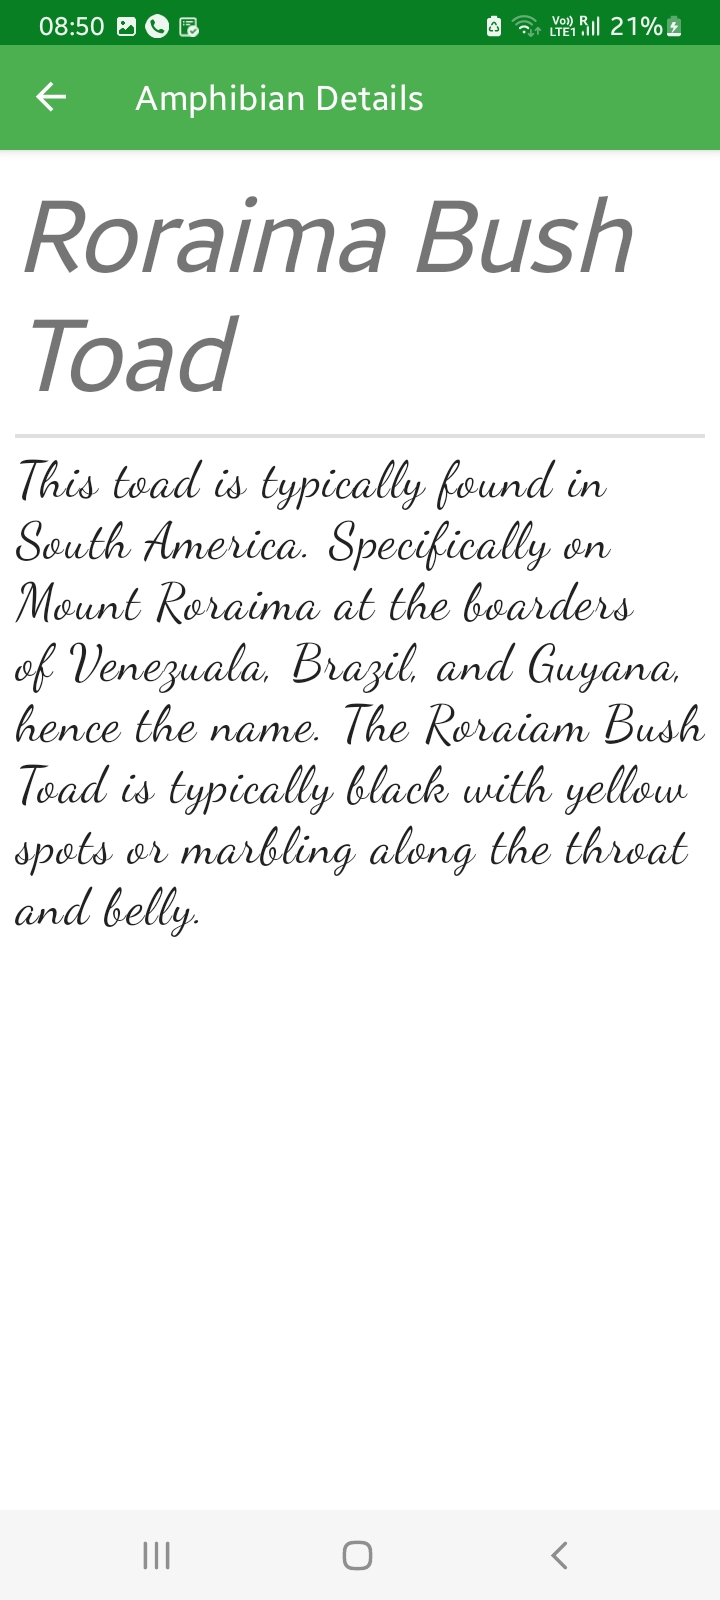 08:50
Vo)) R
LTE1
21%
Amphibian Details
Roraima Bush
Toad
This toad is typically found in
South America. Specifically on
Mount Roraima at the boarders
of Venezuala, Brazil, and Guyana,
hence the name. The Roraiam Bush
Toad is typically black with yellow
spots or marbling along the throat
and belly.